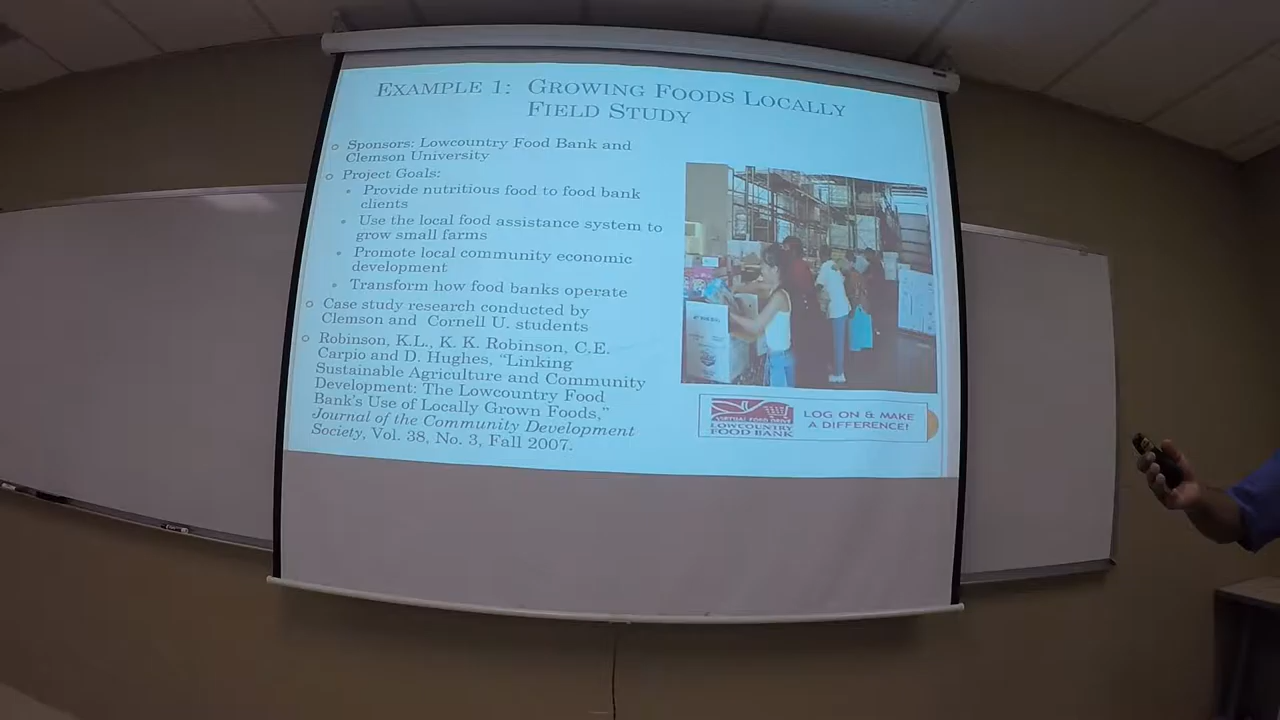 EXAMPLE 1: GROWING FOODS LOCALLY
FIELD STUDY
Sponsors: Lowcountry Food Bank and
Clemson University
Project Goals:
Provide nutritious food to food bank
clients
Use the local food assistance system to
grow small farms
Promote local community economic
development
Transform how food banks operate
Case study research conducted by
Clemson and Cornell U. students
Robinson, K.L., K. K. Robinson, C.E.
Carpio and D. Hughes, “Linking
Sustainable Agriculture and Community
Development: The Lowcountry Food
Bank's Use of Locally Grown Foods,”
Journal of the Community Development
Society, Vol. 38, No. 3, Fall 2007.
VIRTUAL FOOD DRIVE
LOWCOUNTRY
FOOD BANK
LOG ON & MAKE
A DIFFERENCE!